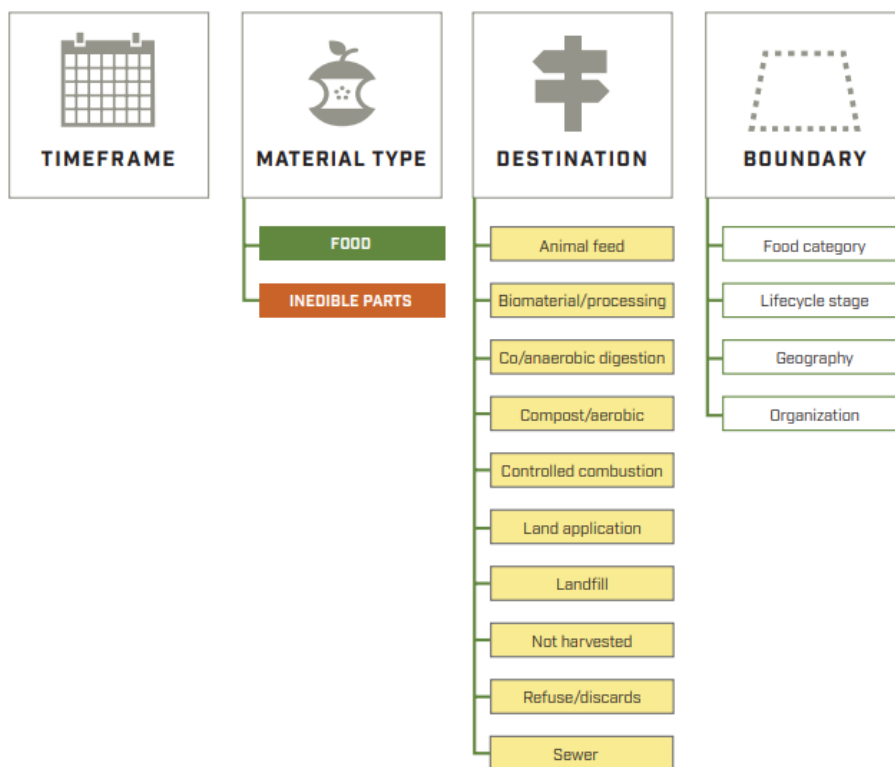 TIMEFRAME
MATERIAL TYPE
DESTINATION
BOUNDARY
FOOD
INEDIBLE PARTS
Animal feed
Biomaterial/processing
Co/anaerobic digestion
Compost/aerobic
Controlled combustion
Land application
Landfill
Not harvested
Refuse/discards
Sewer
Food category
Lifecycle stage
Geography
Organization